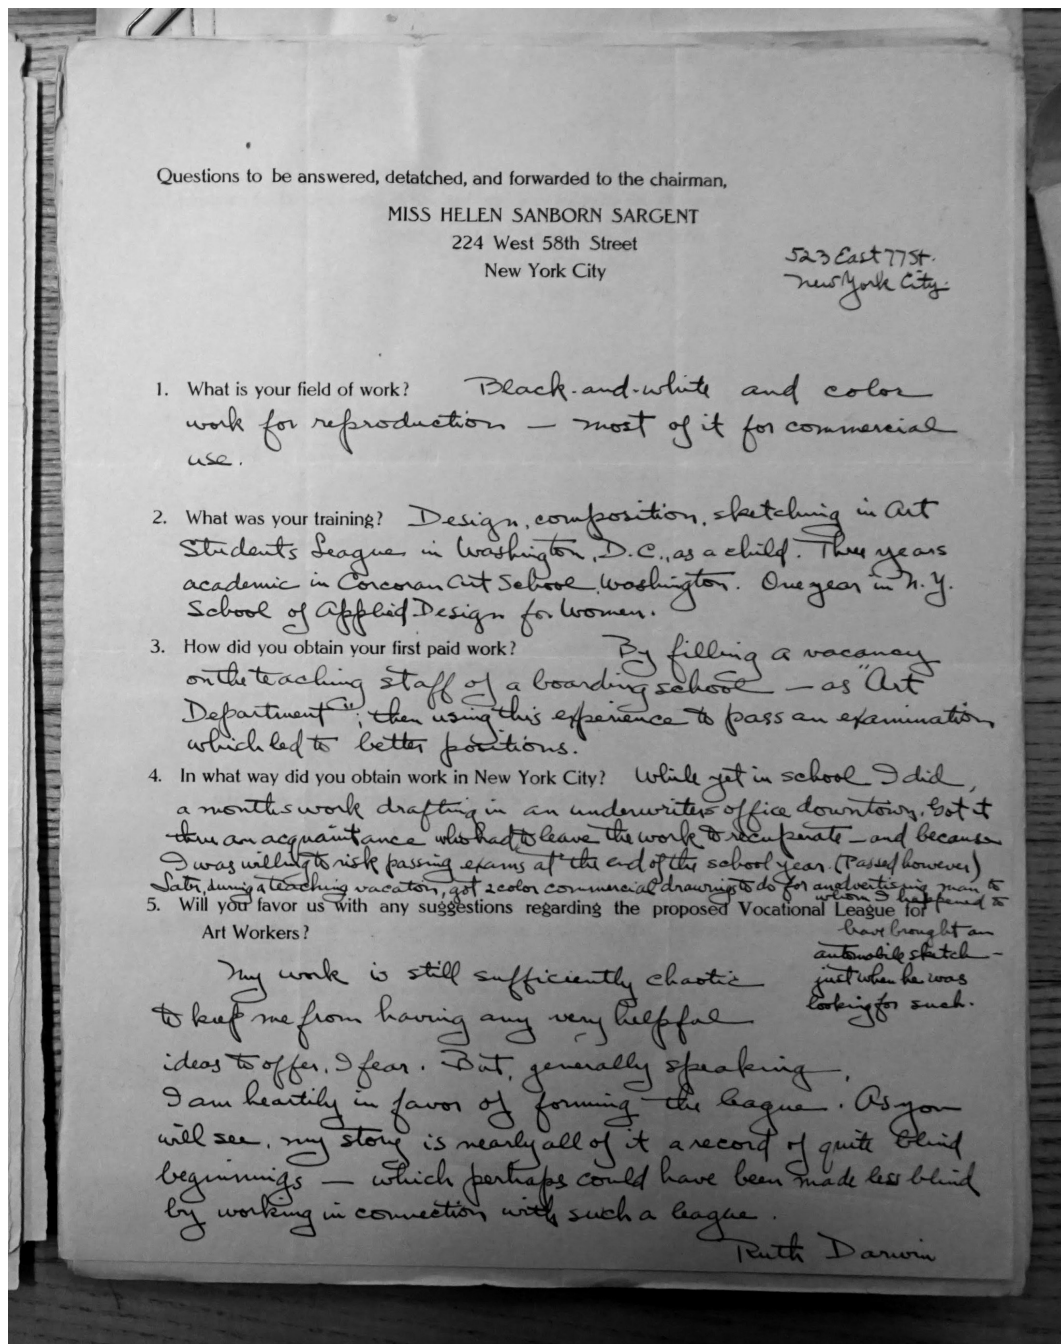 Questions to be answered, detatched, and forwarded to the chairman,
MISS HELEN SANBORN SARGENT
224 West 58th Street
New York City
523 East 77 St.
New York City.
1. What is your field of work? Black-and-white and color
work for reproduction — most of it for commercial
use.
2. What was your training? Design, composition, sketching in Art
Students League in Washington, D.C., as a child. Three years
academic in Corcoran Art School, Washington. One year in N.Y.
School of Applied Design for Women.
3. How did you obtain your first paid work? By filling a vacancy
on the teaching staff of a boarding school — as "Art
Department"; then using this experience to pass an examination
which led to better positions.
4. In what way did you obtain work in New York City? While yet in school I did
a months work drafting in an underwriters office downtown. Got it
thru an acquaintance who had to leave the work to recuperate — and because
I was willing to risk passing exams at the end of the school year. (Passed however)
Later, during a teaching vacation, got 2 color commercial drawings to do for an advertising man to
whom I happened to
have brought an
automobile sketch —
just when he was
looking for such.
5. Will you favor us with any suggestions regarding the proposed Vocational League for
Art Workers?
My work is still sufficiently chaotic
to keep me from having any very helpful
ideas to offer, I fear. But, generally speaking,
I am heartily in favor of forming the league. As you
will see, my story is nearly all of it a record of quite blind
beginnings — which perhaps could have been made less blind
by working in connection with such a league.
Ruth Darwin